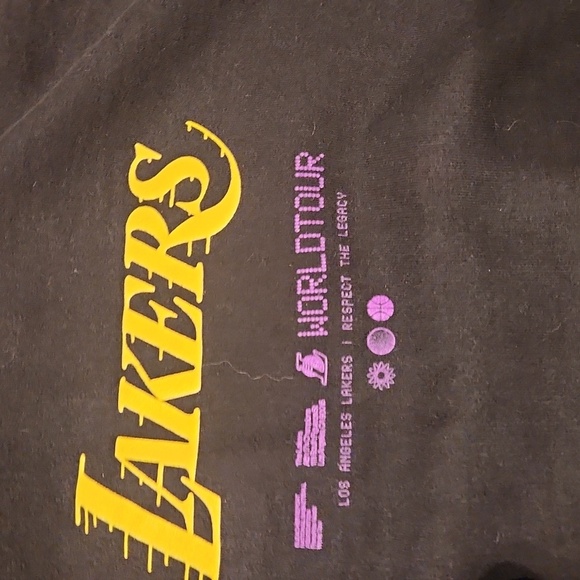 LAKERS
WORLDTOUR
LOS ANGELES LAKERS | RESPECT THE LEGACY